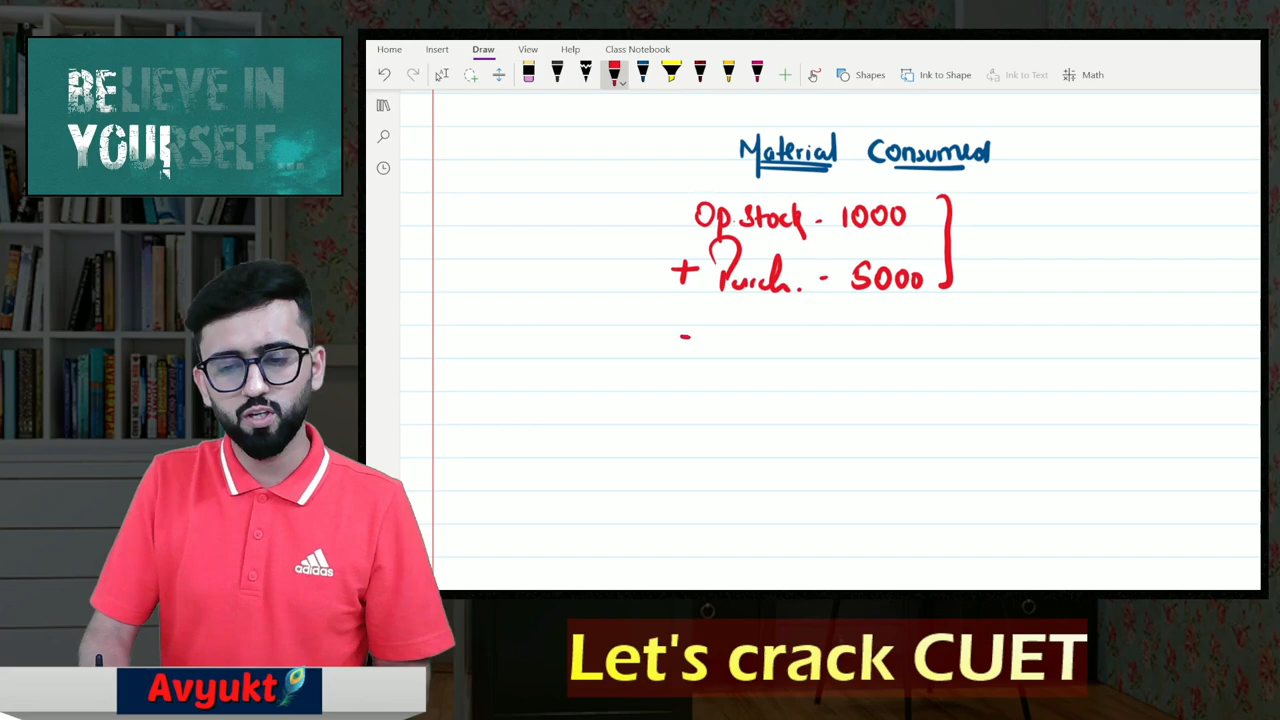 BELIEVE IN
YOURSELF...
Home Insert Draw View Help Class Notebook
Shapes Ink to Shape Ink to Text Math
Material Consumed
Op. Stock - 1000
+ Purch. - 5000
-
adidas
Let's crack CUET
Avyukt